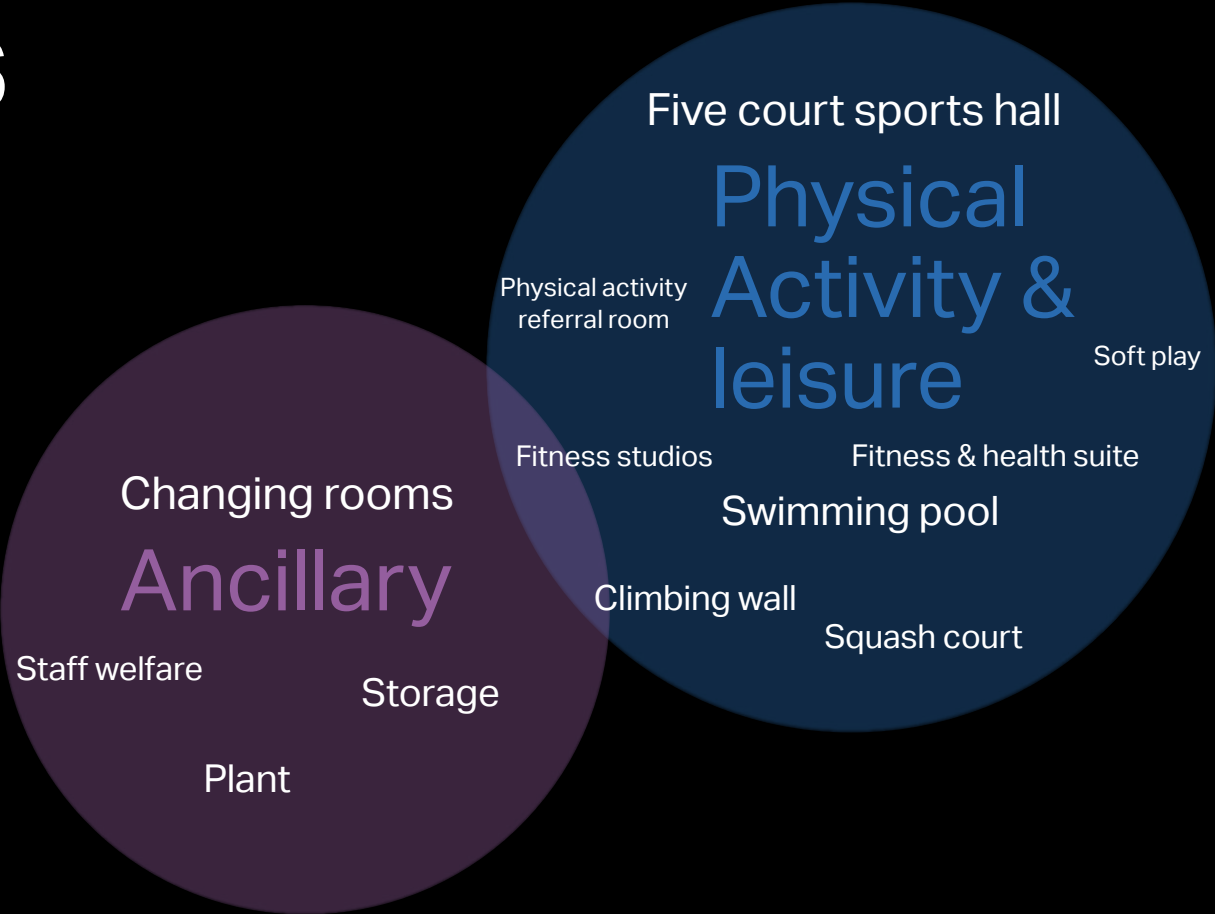 s
Five court sports hall
Physical
Activity &
leisure
Physical activity
referral room
Soft play
Fitness studios
Fitness & health suite
Swimming pool
Climbing wall
Squash court
Changing rooms
Ancillary
Staff welfare
Storage
Plant